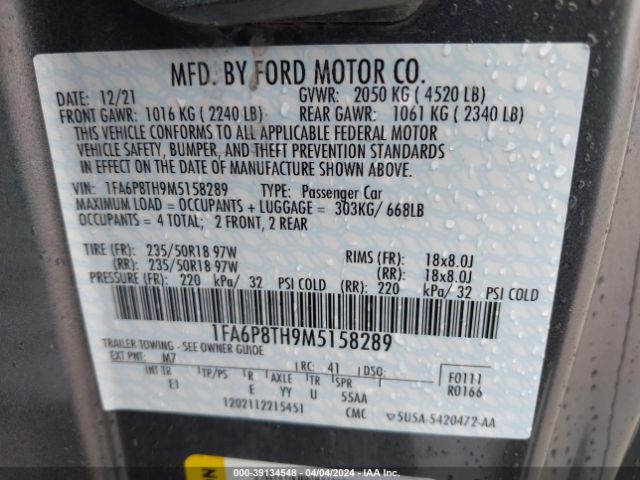 MFD. BY FORD MOTOR CO.
DATE: 12/21 GVWR: 2050 KG ( 4520 LB)
FRONT GAWR: 1016 KG ( 2240 LB) REAR GAWR: 1061 KG ( 2340 LB)
THIS VEHICLE CONFORMS TO ALL APPLICABLE FEDERAL MOTOR
VEHICLE SAFETY, BUMPER, AND THEFT PREVENTION STANDARDS
IN EFFECT ON THE DATE OF MANUFACTURE SHOWN ABOVE.
VIN: 1FA6P8TH9M5158289 TYPE: Passenger Car
MAXIMUM LOAD = OCCUPANTS + LUGGAGE = 303KG/ 668LB
OCCUPANTS = 4 TOTAL; 2 FRONT, 2 REAR
TIRE (FR): 235/50R18 97W RIMS (FR): 18x8.0J
(RR): 235/50R18 97W (RR): 18x8.0J
PRESSURE (FR): 220 kPa/ 32 PSI COLD (RR): 220 kPa/ 32 PSI COLD
1FA6P8TH9M5158289
TRAILER TOWING - SEE OWNER GUIDE
EXT PNT: M7 RC: 41 DSO:
INT TR TP/PS R AXLE TR SPR
EI E YY U 55AA
F0111
R0166
1202112215451 CMC 5USA-5420472-AA
000-39134548 - 04/04/2024 - IAA Inc.